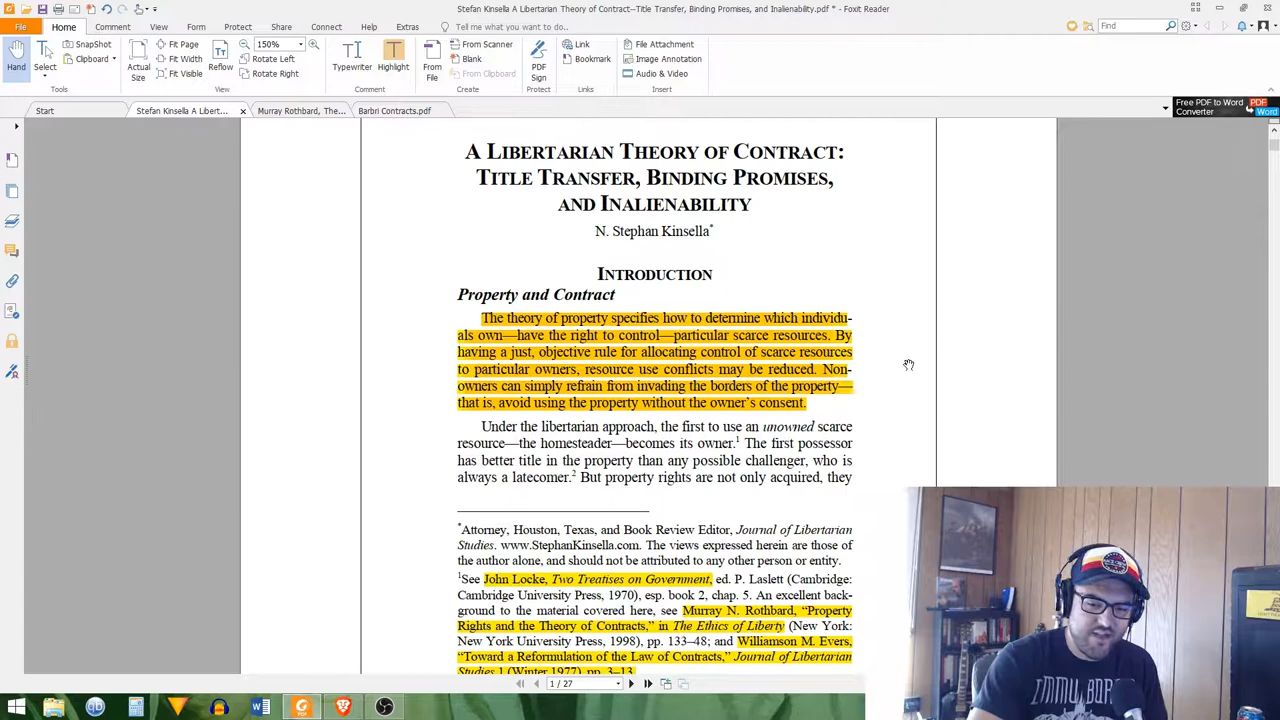 Stefan Kinsella A Libertarian Theory of Contract--Title Transfer, Binding Promises, and Inalienability.pdf * - Foxit Reader
File Home Comment View Form Protect Share Connect Help Extras Tell me what you want to do... Find
Hand
Select
SnapShot
Clipboard
Actual Size
Fit Page
Fit Width
Fit Visible
Reflow
150%
Rotate Left
Rotate Right
Typewriter
Highlight
From File
From Scanner
Blank
From Clipboard
PDF Sign
Link
Bookmark
File Attachment
Image Annotation
Audio & Video
Tools View Comment Create Protect Links Insert
Start Stefan Kinsella A Libert... Murray Rothbard, The... Barbri Contracts.pdf
Free PDF to Word Converter
PDF
Word
A LIBERTARIAN THEORY OF CONTRACT:
TITLE TRANSFER, BINDING PROMISES,
AND INALIENABILITY
N. Stephan Kinsella*
INTRODUCTION
Property and Contract
The theory of property specifies how to determine which individu-
als own—have the right to control—particular scarce resources. By
having a just, objective rule for allocating control of scarce resources
to particular owners, resource use conflicts may be reduced. Non-
owners can simply refrain from invading the borders of the property—
that is, avoid using the property without the owner's consent.
Under the libertarian approach, the first to use an unowned scarce
resource—the homesteader—becomes its owner.1 The first possessor
has better title in the property than any possible challenger, who is
always a latecomer.2 But property rights are not only acquired, they
*Attorney, Houston, Texas, and Book Review Editor, Journal of Libertarian
Studies. www.StephanKinsella.com. The views expressed herein are those of
the author alone, and should not be attributed to any other person or entity.
1See John Locke, Two Treatises on Government, ed. P. Laslett (Cambridge:
Cambridge University Press, 1970), esp. book 2, chap. 5. An excellent back-
ground to the material covered here, see Murray N. Rothbard, “Property
Rights and the Theory of Contracts,” in The Ethics of Liberty (New York:
New York University Press, 1998), pp. 133–48; and Williamson M. Evers,
“Toward a Reformulation of the Law of Contracts,” Journal of Libertarian
Studies 1 (Winter 1977), pp. 3–13.
1 / 27